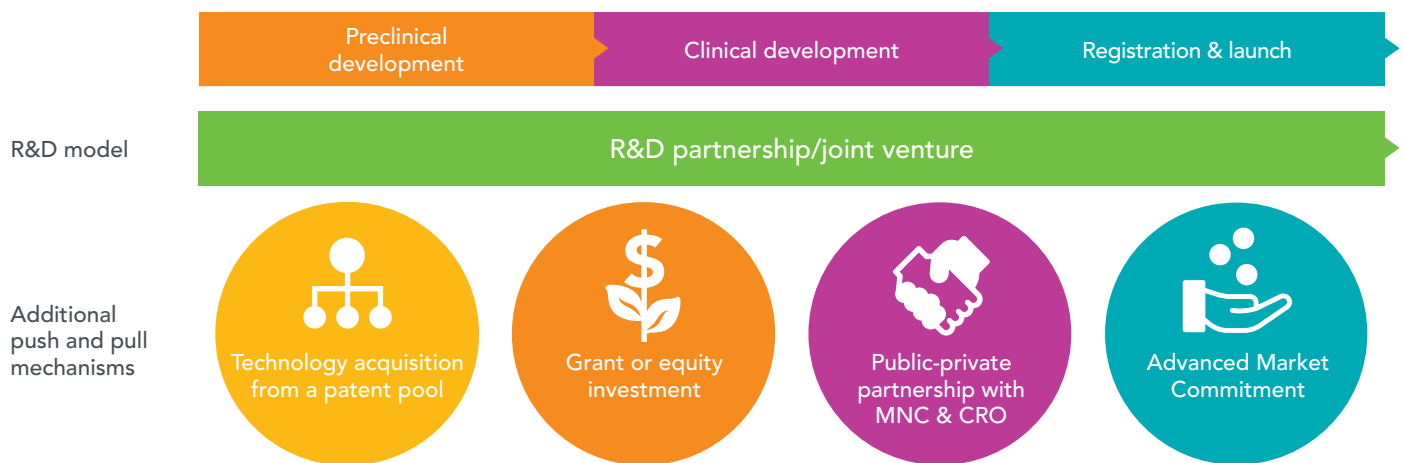 Preclinical
development
Clinical development
Registration & launch
R&D model
R&D partnership/joint venture
Additional
push and pull
mechanisms
$
Technology acquisition
from a patent pool
Grant or equity
investment
Public-private
partnership with
MNC & CRO
Advanced Market
Commitment